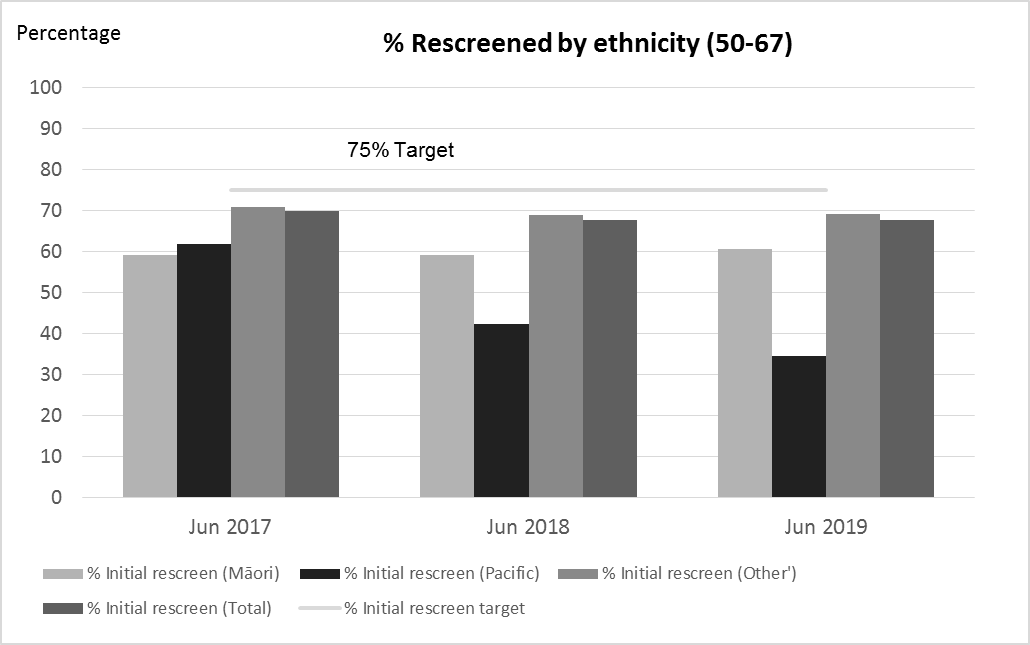 Percentage
% Rescreened by ethnicity (50-67)
100
90
80
75% Target
70
60
50
40
30
20
10
0
Jun 2017 Jun 2018 Jun 2019
% Initial rescreen (Māori) % Initial rescreen (Pacific) % Initial rescreen (Other')
% Initial rescreen (Total) % Initial rescreen target